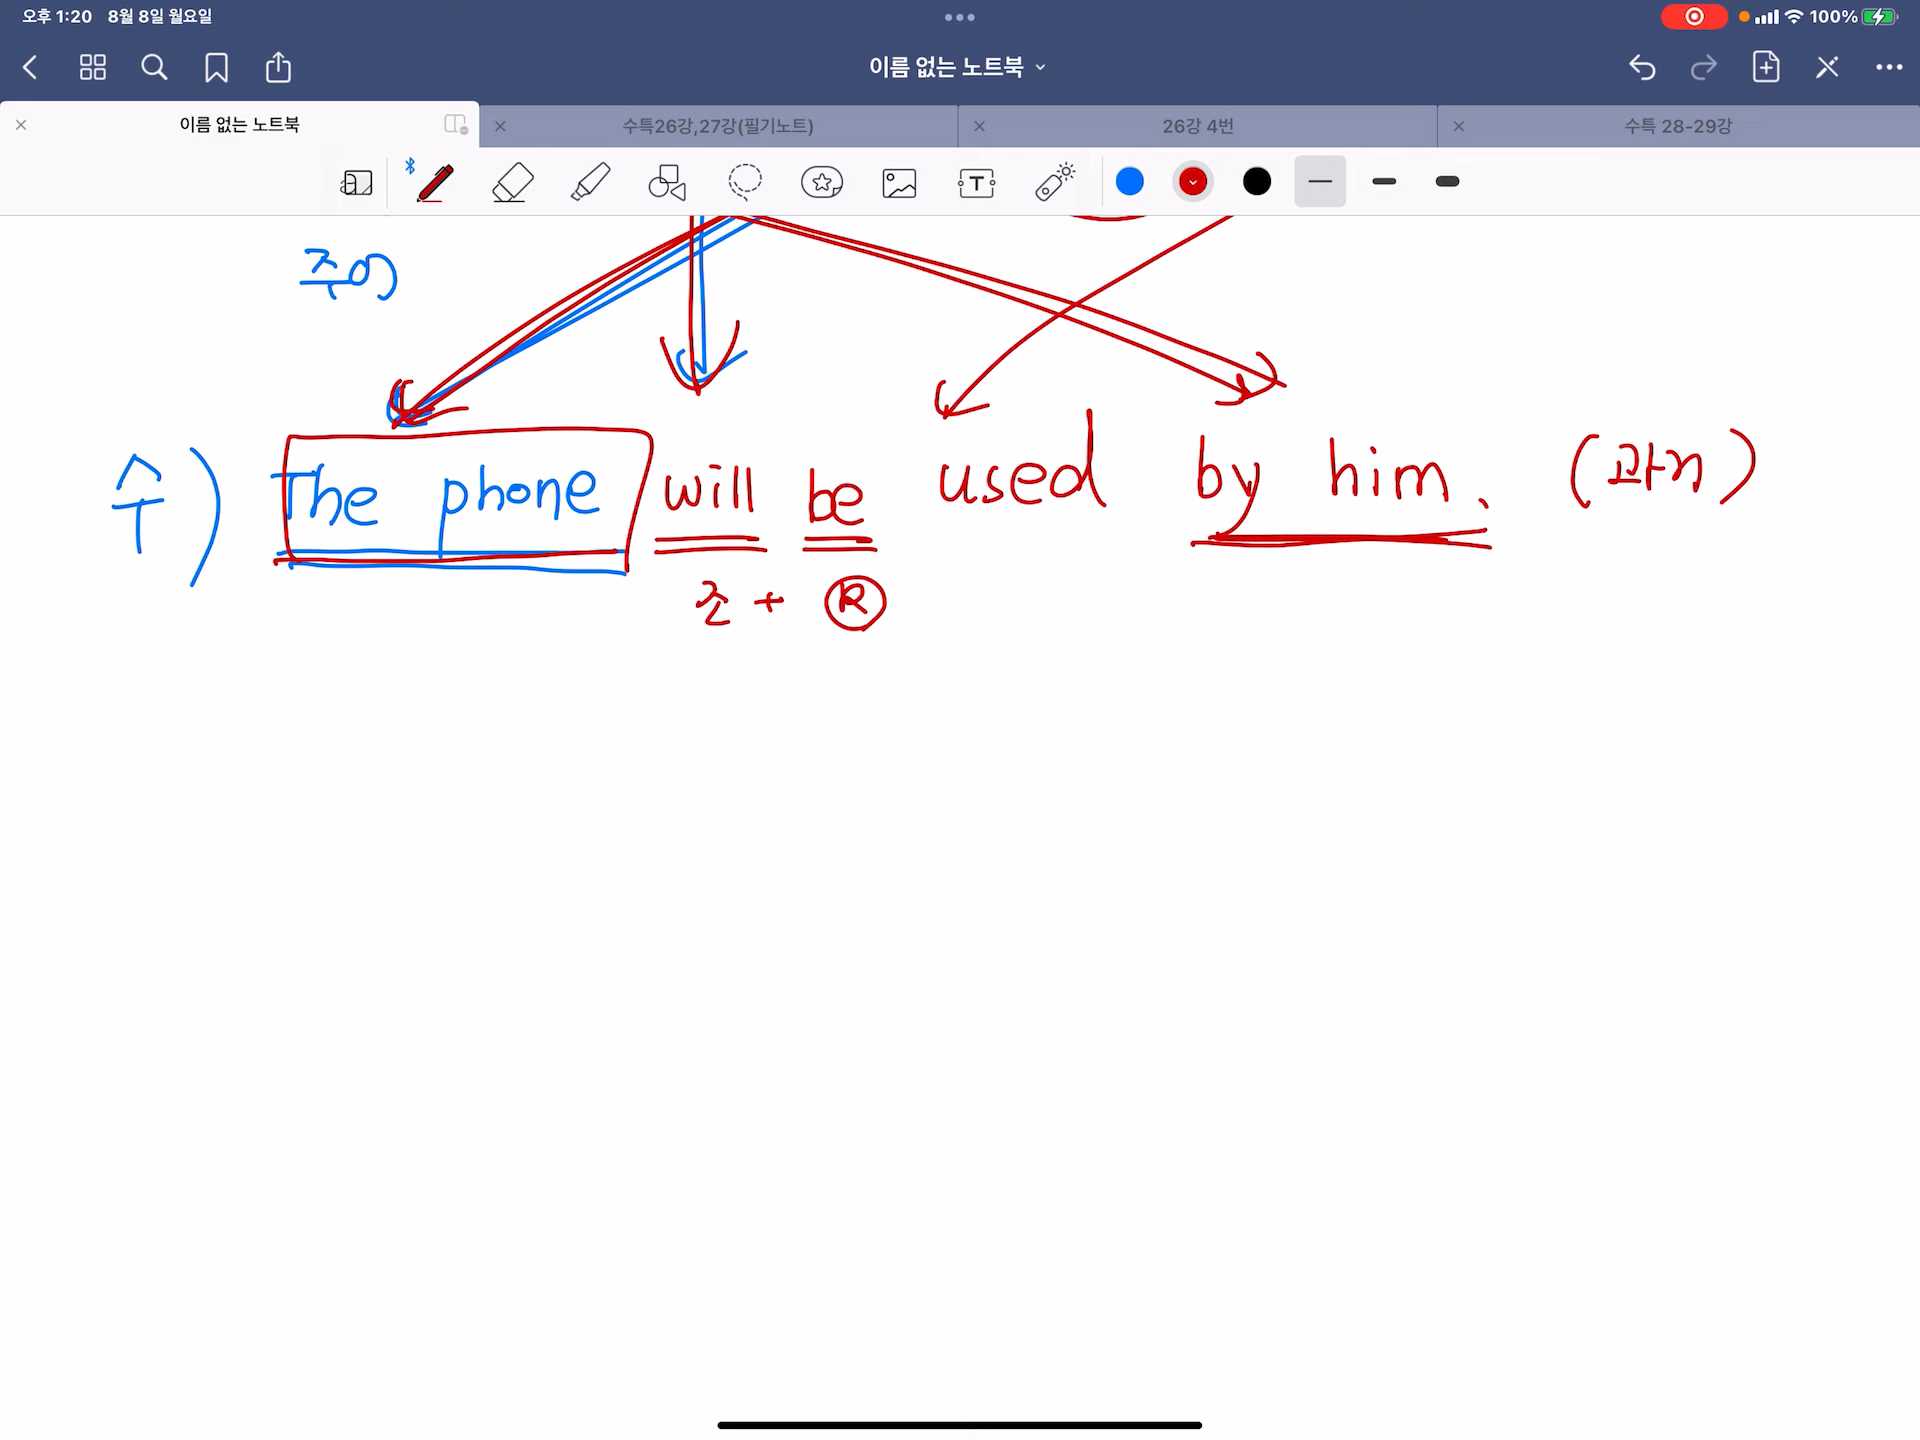 오후 1:20 8월 8일 월요일
100%
이름 없는 노트북
이름 없는 노트북
수특26강,27강(필기노트)
26강 4번
수특 28-29강
주어
수) The phone will be used by him. (과거)
조 + R